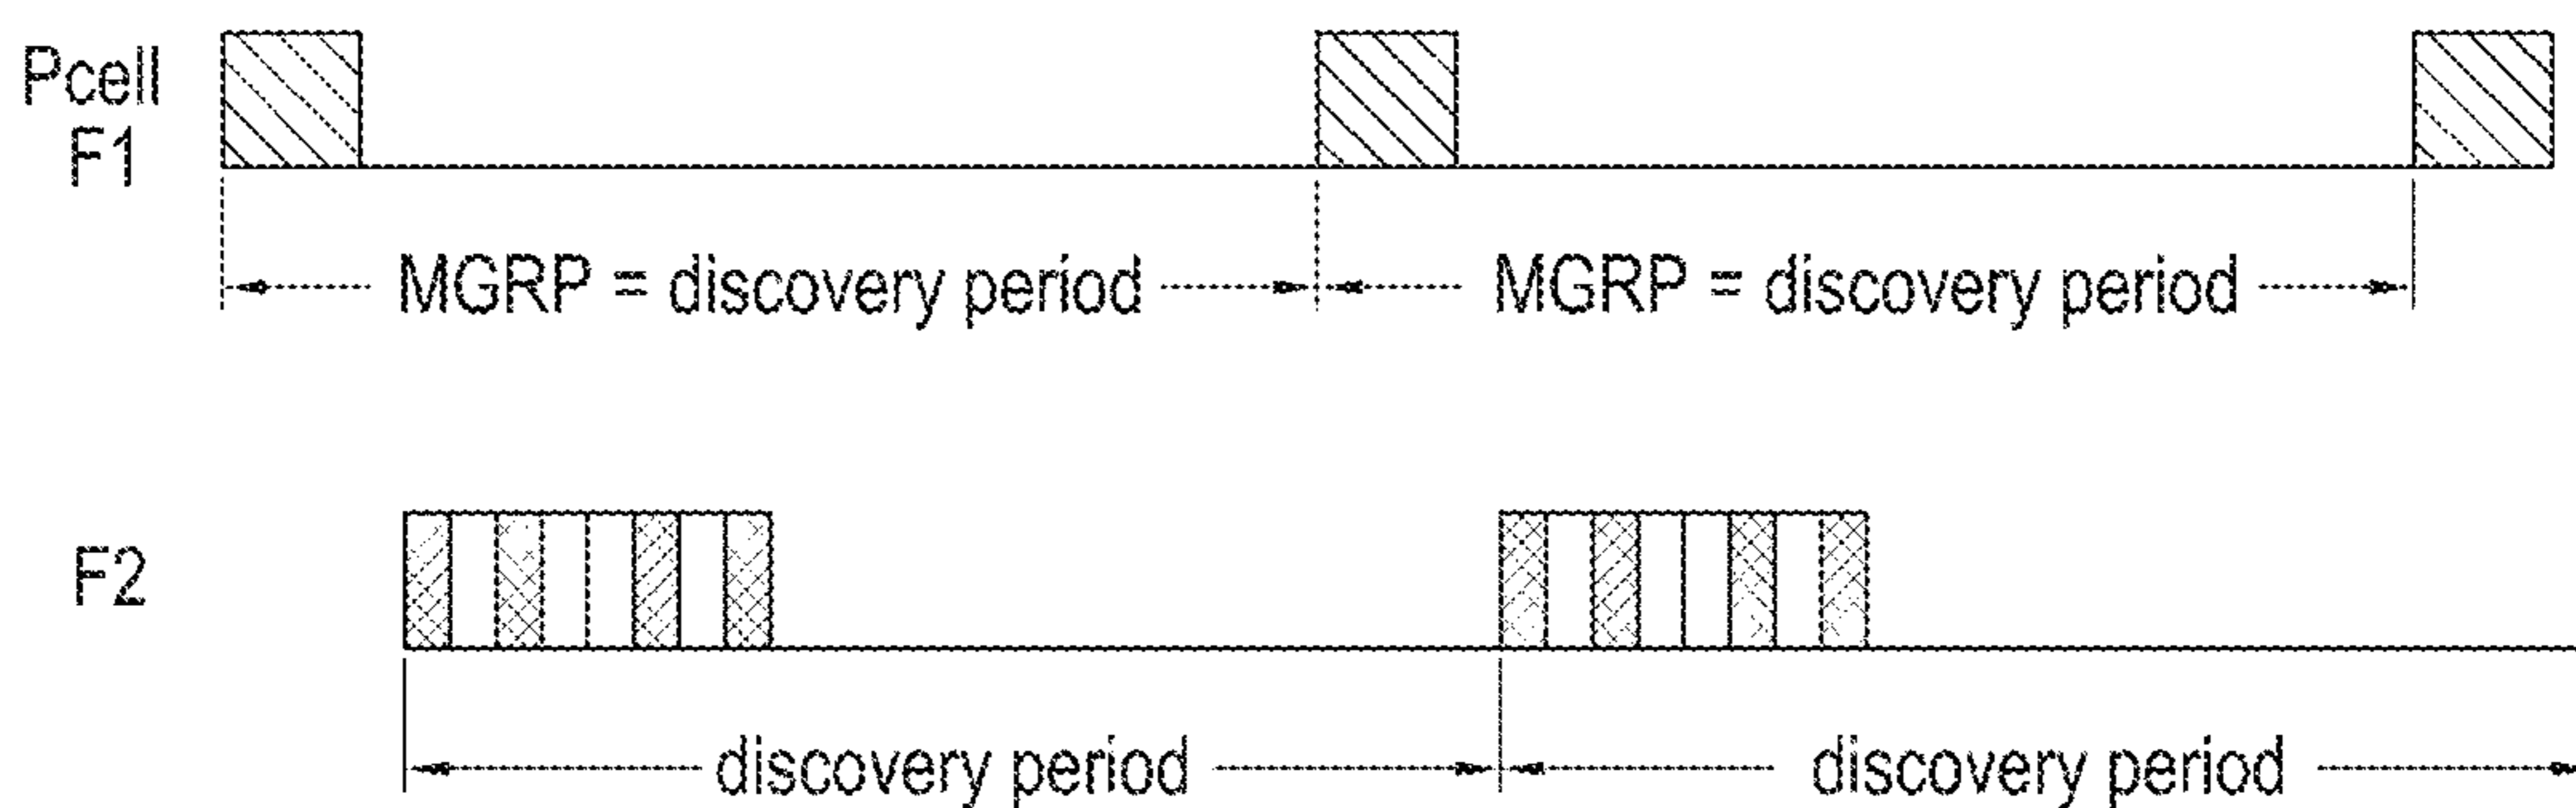 Pcell
F1
MGRP = discovery period MGRP = discovery period
F2
discovery period discovery period